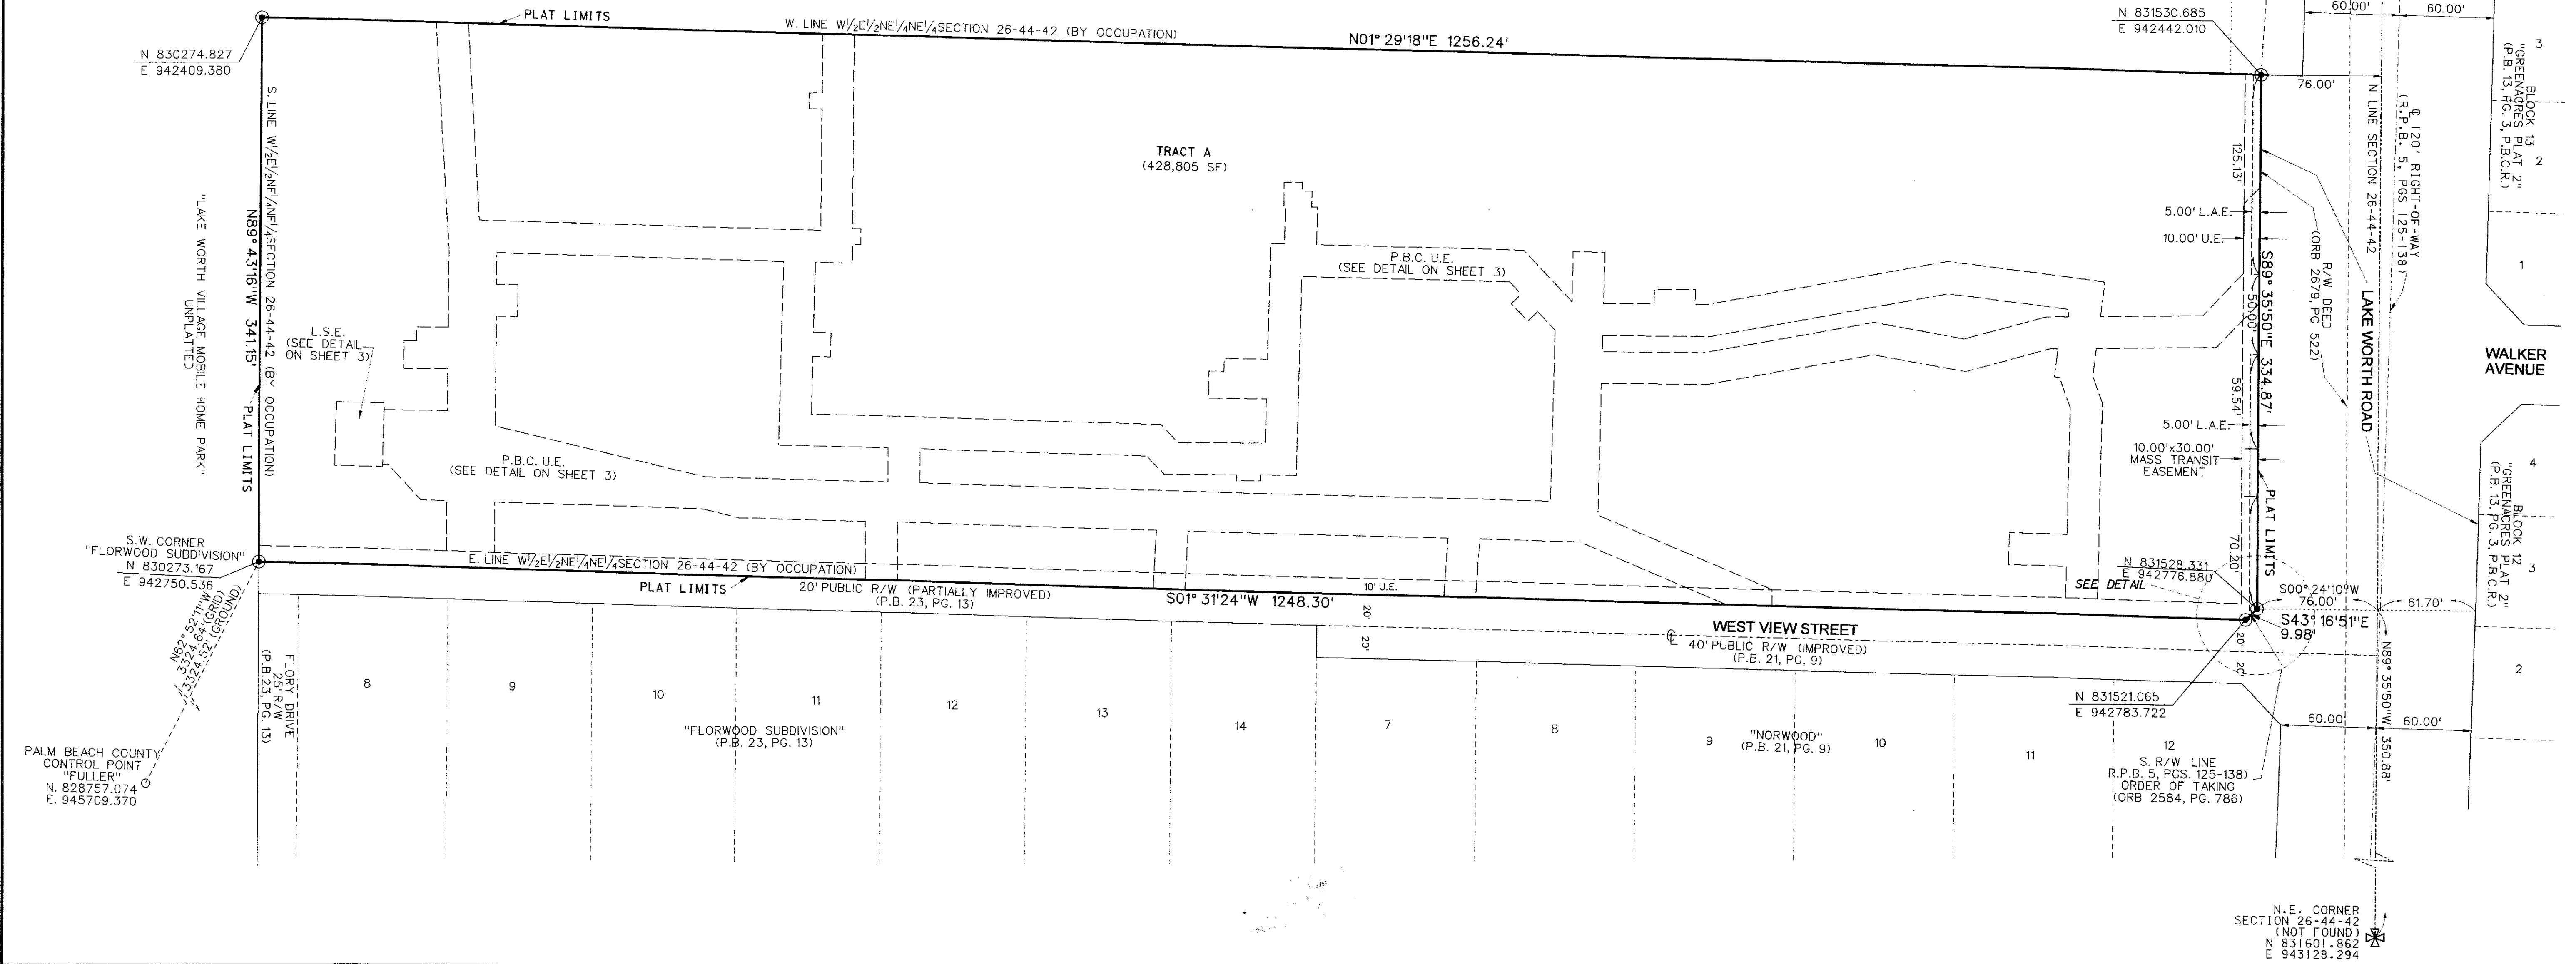 PLAT LIMITS
W. LINE W1/2E1/2NE1/4NE1/4SECTION 26-44-42 (BY OCCUPATION)
N01° 29'18"E 1256.24'
N 830274.827
E 942409.380
N 831530.685
E 942442.010
60.00'
60.00'
76.00'
3
BLOCK 13
"GREENACRES PLAT 2"
(P.B. 13, PG. 3, P.B.C.R.)
2
1
℄ 120' RIGHT-OF-WAY
(R.P.B. 5, PGS 125-138)
N. LINE SECTION 26-44-42
R/W DEED
(ORB 2679,PG 522)
LAKE WORTH ROAD
WALKER
AVENUE
S. LINE W1/2E1/2NE1/4NE1/4SECTION 26-44-42 (BY OCCUPATION)
N89° 43'16"W 341.15'
PLAT LIMITS
"LAKE WORTH VILLAGE MOBILE HOME PARK"
UNPLATTED
TRACT A
(428,805 SF)
L.S.E.
(SEE DETAIL
ON SHEET 3)
P.B.C. U.E.
(SEE DETAIL ON SHEET 3)
P.B.C. U.E.
(SEE DETAIL ON SHEET 3)
125.13'
5.00' L.A.E.
10.00' U.E.
50.00'
S89° 35'50"E 334.87'
59.54'
5.00' L.A.E.
10.00'x30.00'
MASS TRANSIT
EASEMENT
70.20'
PLAT LIMITS
4
BLOCK 12
"GREENACRES PLAT 2"
(P.B. 13, PG. 3, P.B.C.R.)
3
2
S.W. CORNER
"FLORWOOD SUBDIVISION"
N 830273.167
E 942750.536
E. LINE W1/2E1/2NE1/4NE1/4SECTION 26-44-42 (BY OCCUPATION)
PLAT LIMITS
20' PUBLIC R/W (PARTIALLY IMPROVED)
(P.B. 23, PG. 13)
S01° 31'24"W 1248.30'
10' U.E.
20'
20'
WEST VIEW STREET
℄ 40' PUBLIC R/W (IMPROVED)
(P.B. 21, PG. 9)
N 831528.331
E 942776.880
SEE DETAIL
S00° 24'10"W
76.00'
61.70'
S43° 16'51"E
9.98'
20'
20'
N 831521.065
E 942783.722
60.00'
60.00'
N89° 35'50"W 350.88'
N62° 52'11"W
3324.64'(GRID)
3324.52' (GROUND)
FLORY DRIVE
25' R/W
(P.B.23, PG. 13)
8
9
10
11
12
13
14
7
8
9
10
11
12
"FLORWOOD SUBDIVISION"
(P.B. 23, PG. 13)
"NORWOOD"
(P.B. 21, PG. 9)
S. R/W LINE
R.P.B. 5, PGS. 125-138)
ORDER OF TAKING
(ORB 2584, PG. 786)
PALM BEACH COUNTY
CONTROL POINT
"FULLER"
N. 828757.074
E. 945709.370
N.E. CORNER
SECTION 26-44-42
(NOT FOUND)
N 831601.862
E 943128.294